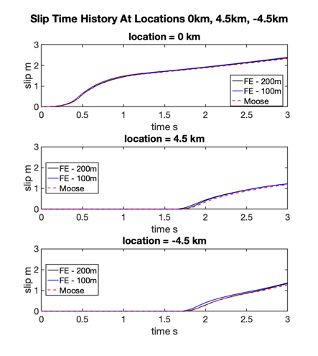 Slip Time History At Locations 0km, 4.5km, -4.5km
location = 0 km
3
2
1
0
slip m
FE - 200m
FE - 100m
Moose
0 0.5 1 1.5 2 2.5 3
time s
location = 4.5 km
3
2
1
0
slip m
FE - 200m
FE - 100m
Moose
0 0.5 1 1.5 2 2.5 3
time s
location = -4.5 km
3
2
1
0
slip m
FE - 200m
FE - 100m
Moose
0 0.5 1 1.5 2 2.5 3
time s